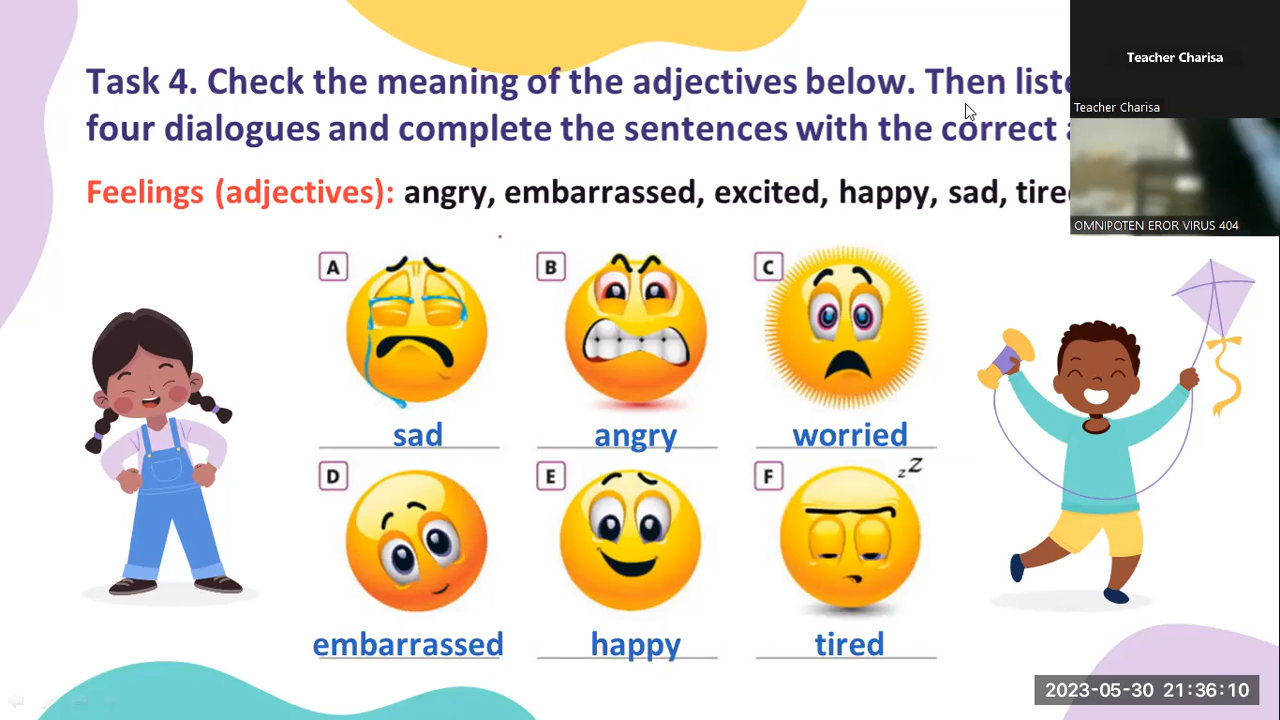 Task 4. Check the meaning of the adjectives below. Then
four dialogues and complete the sentences with the correct
Feelings (adjectives): angry, embarrassed, excited, happy, sad,
Teacher Charisa
Teacher Charisa
OMNIPOTEN EROR VIRUS 404
A
B
C
sad
angry
worried
D
E
F
zZ
embarrassed
happy
tired
2023-05-30 21:36:10